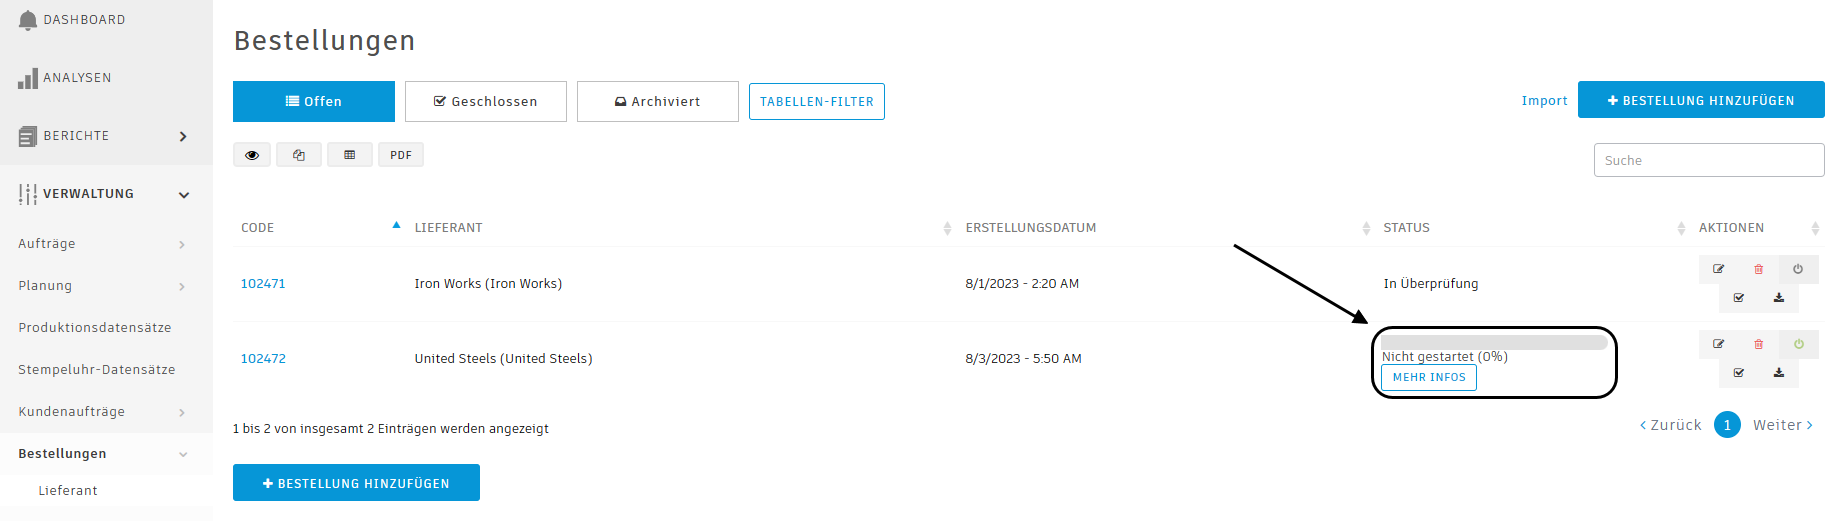 DASHBOARD
ANALYSEN
BERICHTE
VERWALTUNG
Aufträge
Planung
Produktionsdatensätze
Stempeluhr-Datensätze
Kundenaufträge
Bestellungen
Lieferant
Bestellungen
Offen Geschlossen Archiviert TABELLEN-FILTER Import + BESTELLUNG HINZUFÜGEN
PDF Suche
CODE LIEFERANT ERSTELLUNGSDATUM STATUS AKTIONEN
102471 Iron Works (Iron Works) 8/1/2023 - 2:20 AM In Überprüfung
102472 United Steels (United Steels) 8/3/2023 - 5:50 AM Nicht gestartet (0%)
MEHR INFOS
1 bis 2 von insgesamt 2 Einträgen werden angezeigt
‹ Zurück 1 Weiter ›
+ BESTELLUNG HINZUFÜGEN